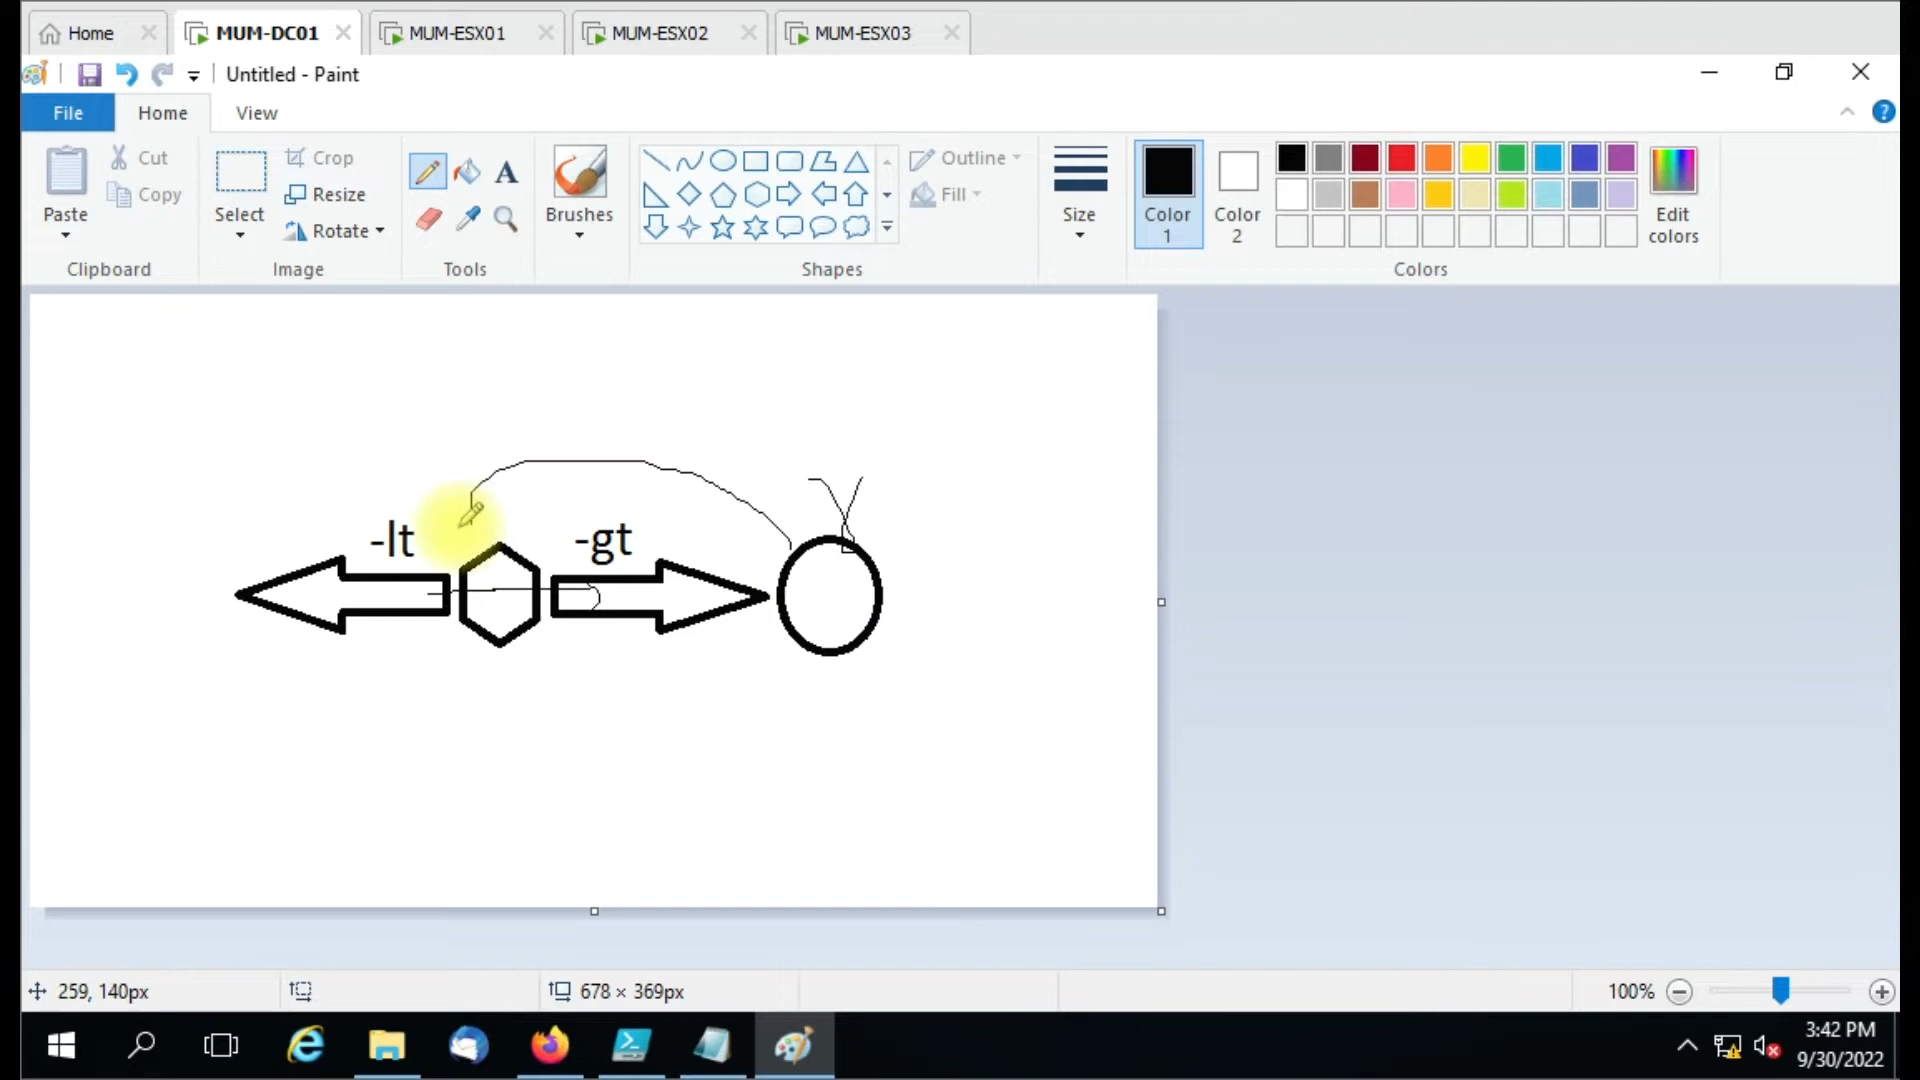 Home MUM-DC01 MUM-ESX01 MUM-ESX02 MUM-ESX03
Untitled - Paint
File Home View
Paste
Cut
Copy
Clipboard
Select
Crop
Resize
Rotate
Image
A
Tools
Brushes
Shapes
Outline
Fill
Size
Color
1
Color
2
Edit
colors
Colors
-lt -gt
259, 140px 678 × 369px 100%
3:42 PM
9/30/2022